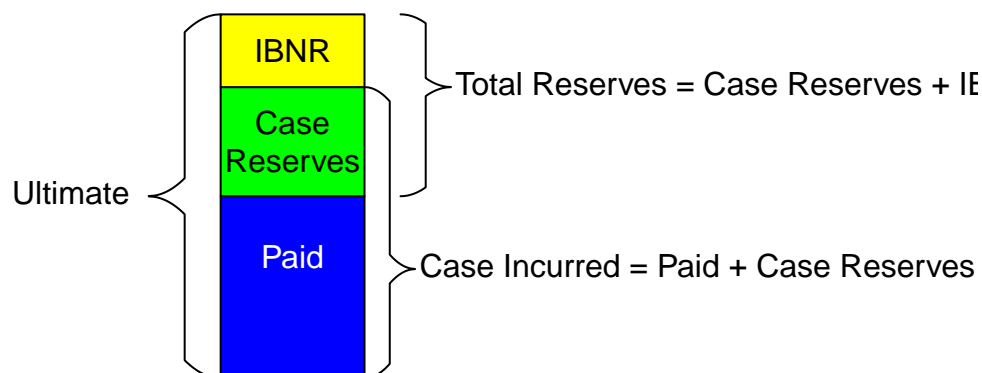 IBNR
Total Reserves = Case Reserves +
Case
Reserves
Ultimate
Paid
Case Incurred = Paid + Case Reserves